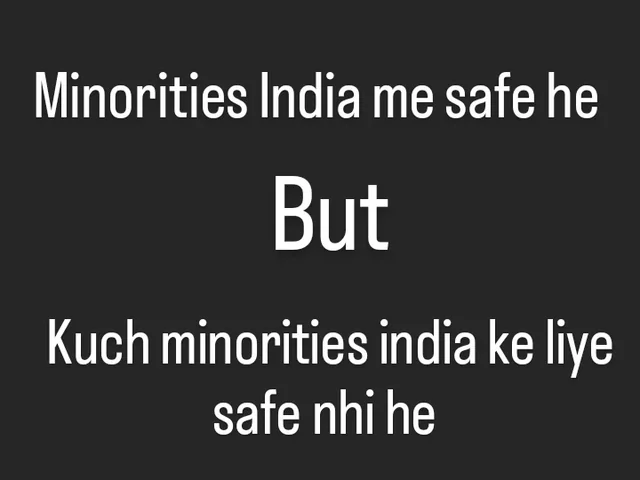 Minorities India me safe he
But
Kuch minorities india ke liye
safe nhi he